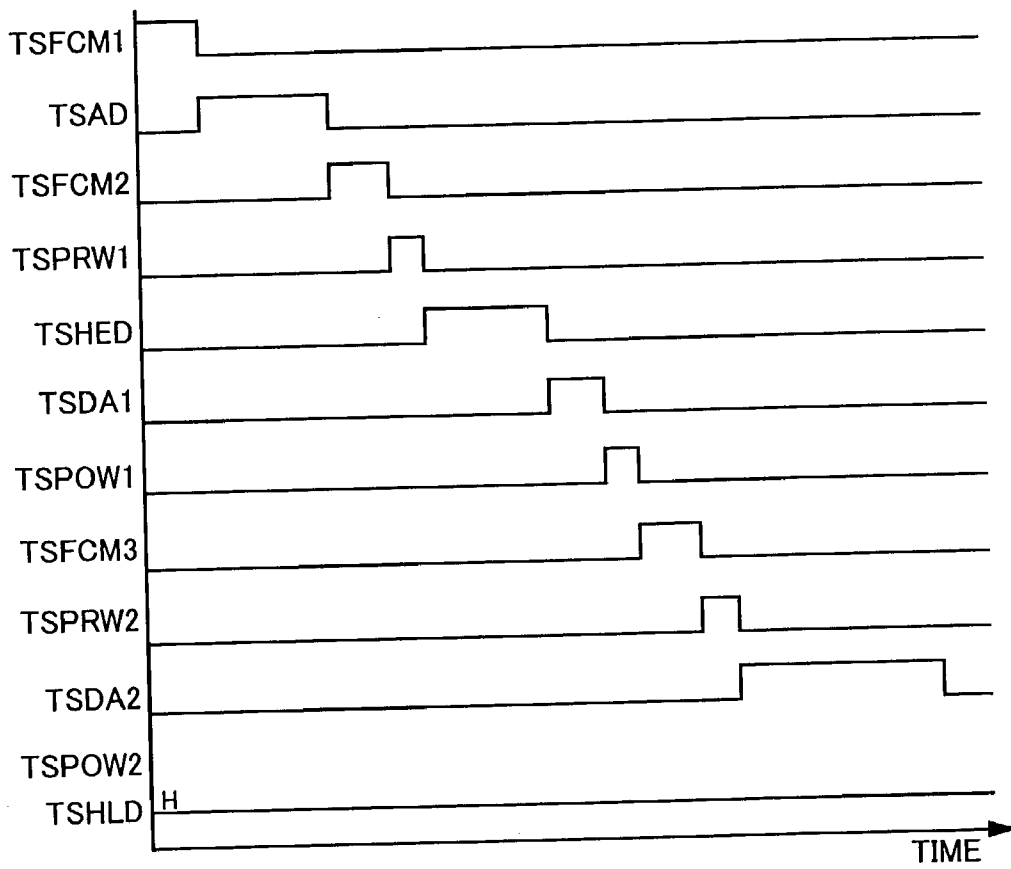 TSFCM1
TSAD
TSFCM2
TSPRW1
TSHED
TSDA1
TSPOW1
TSFCM3
TSPRW2
TSDA2
TSPOW2
H
TSHLD
TIME